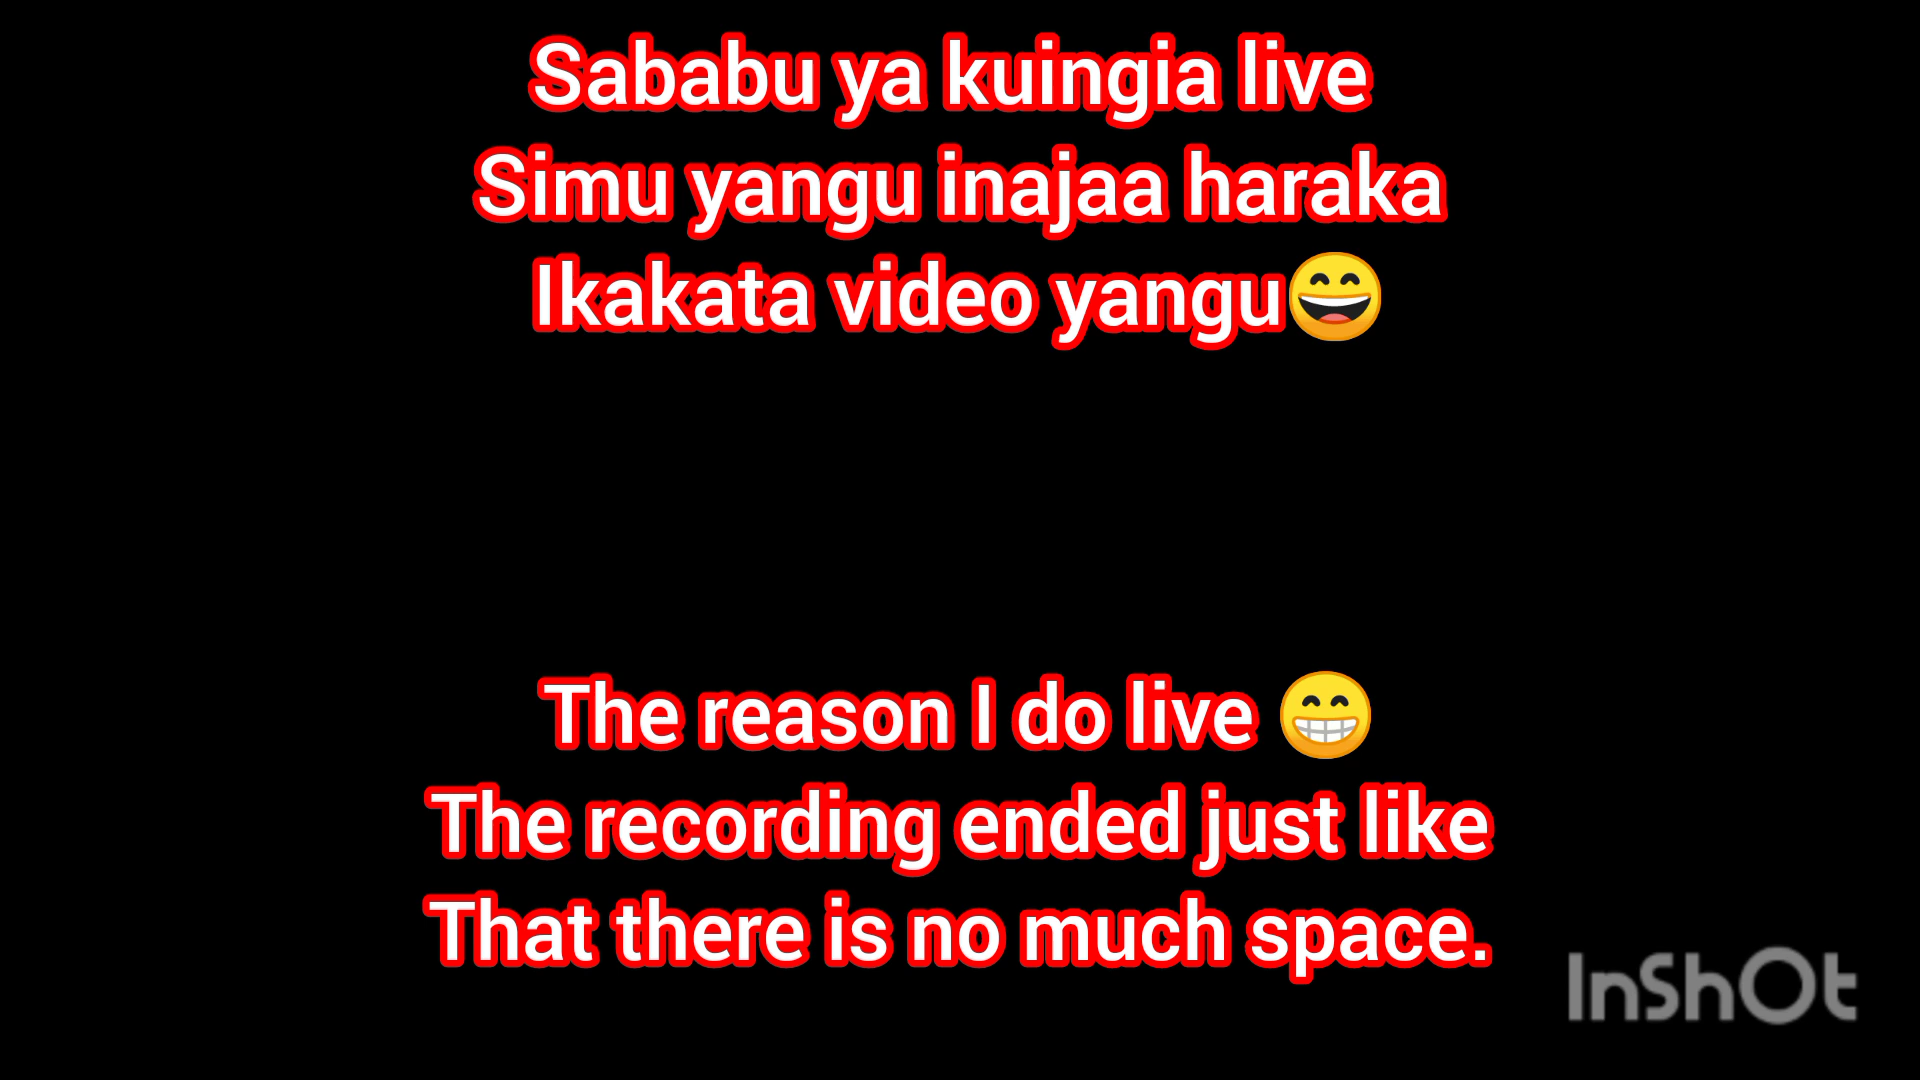 Sababu ya kuingia live
Simu yangu inajaa haraka
Ikakata video yangu😄
The reason I do live 😁
The recording ended just like
That there is no much space.
InShOt